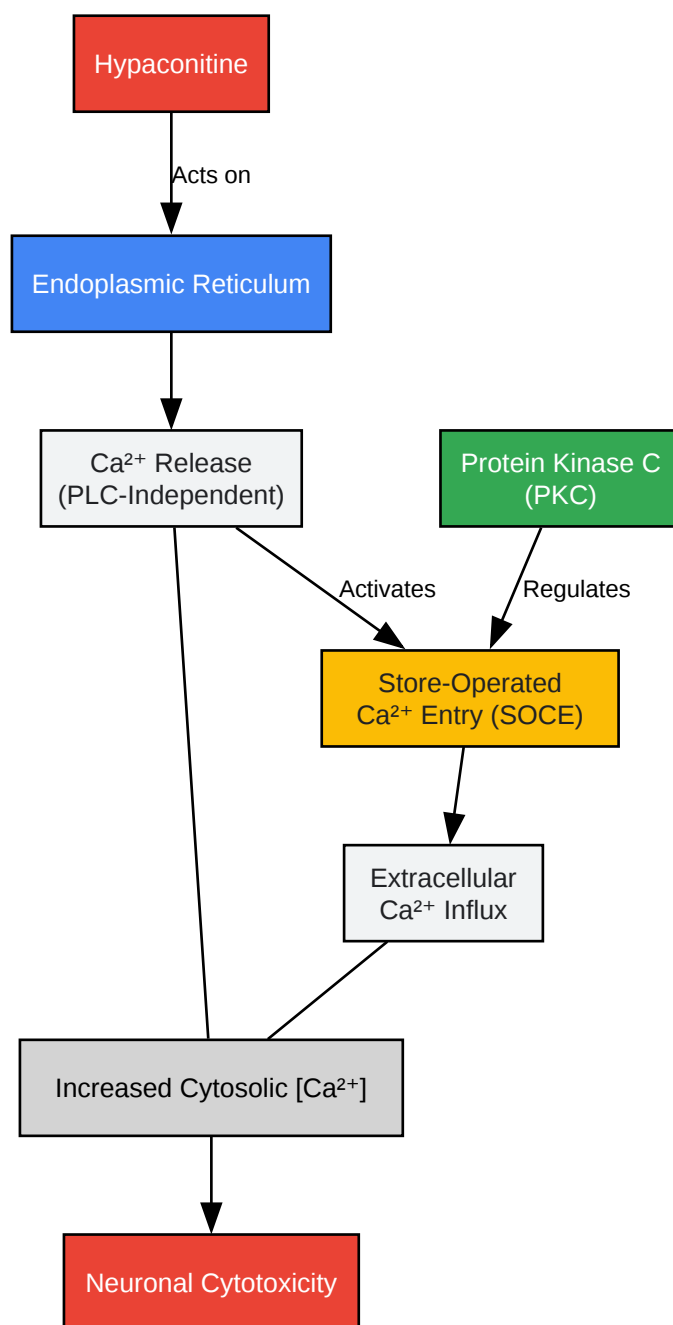 Hypaconitine
Acts on
Endoplasmic Reticulum
Ca²⁺ Release
(PLC-Independent)
Protein Kinase C
(PKC)
Activates
Regulates
Store-Operated
Ca²⁺ Entry (SOCE)
Extracellular
Ca²⁺ Influx
Increased Cytosolic [Ca²⁺]
Neuronal Cytotoxicity